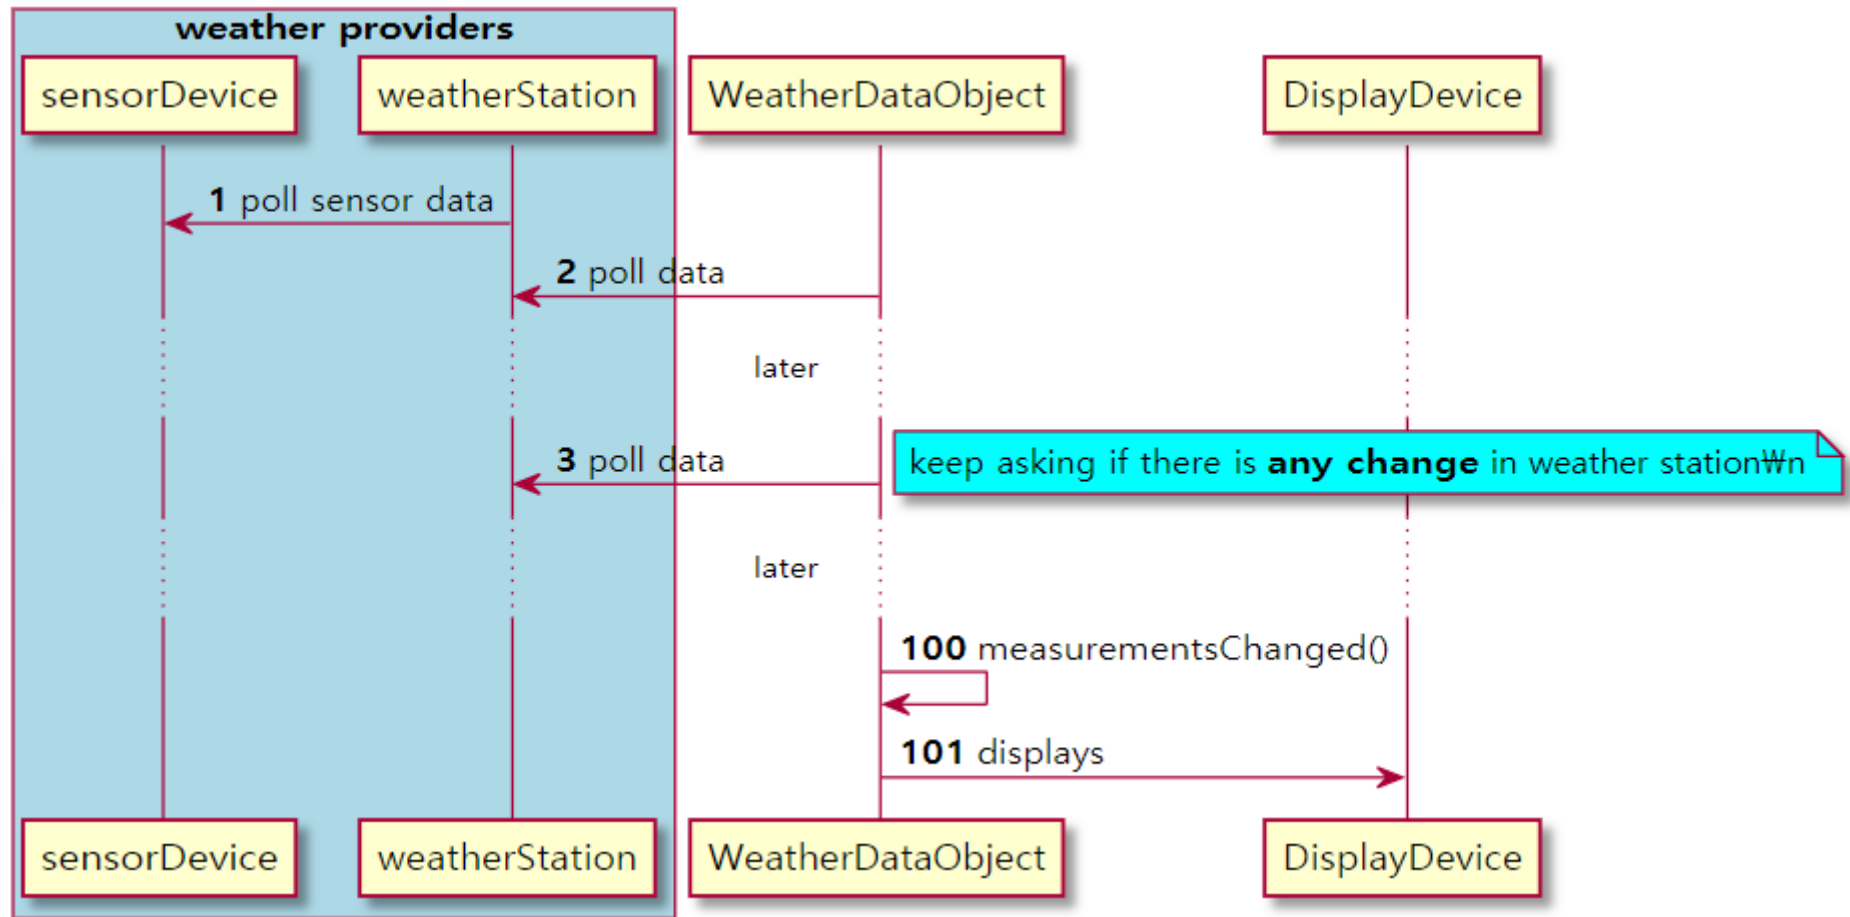 weather providers
sensorDevice
weatherStation
WeatherDataObject
DisplayDevice
1 poll sensor data
2 poll data
later
3 poll data
keep asking if there is any change in weather station₩n
later
100 measurementsChanged()
101 displays
sensorDevice
weatherStation
WeatherDataObject
DisplayDevice